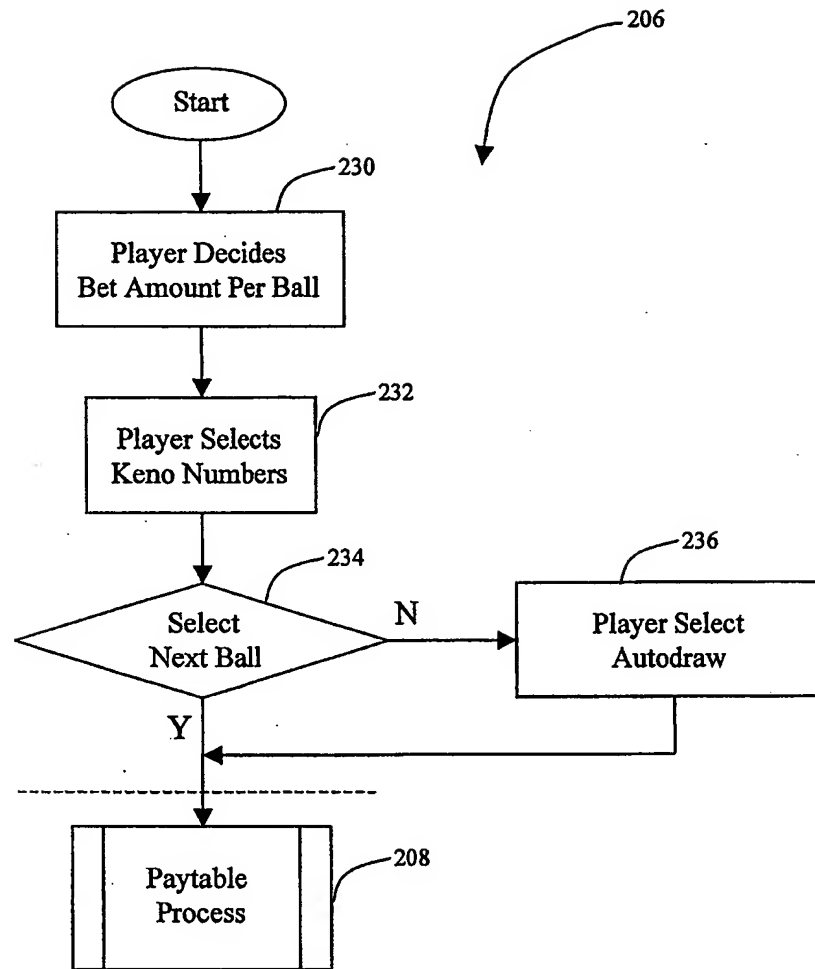 206
Start
230
Player Decides
Bet Amount Per Ball
232
Player Selects
Keno Numbers
234
236
Select
Next Ball
N
Player Select
Autodraw
Y
208
Paytable
Process